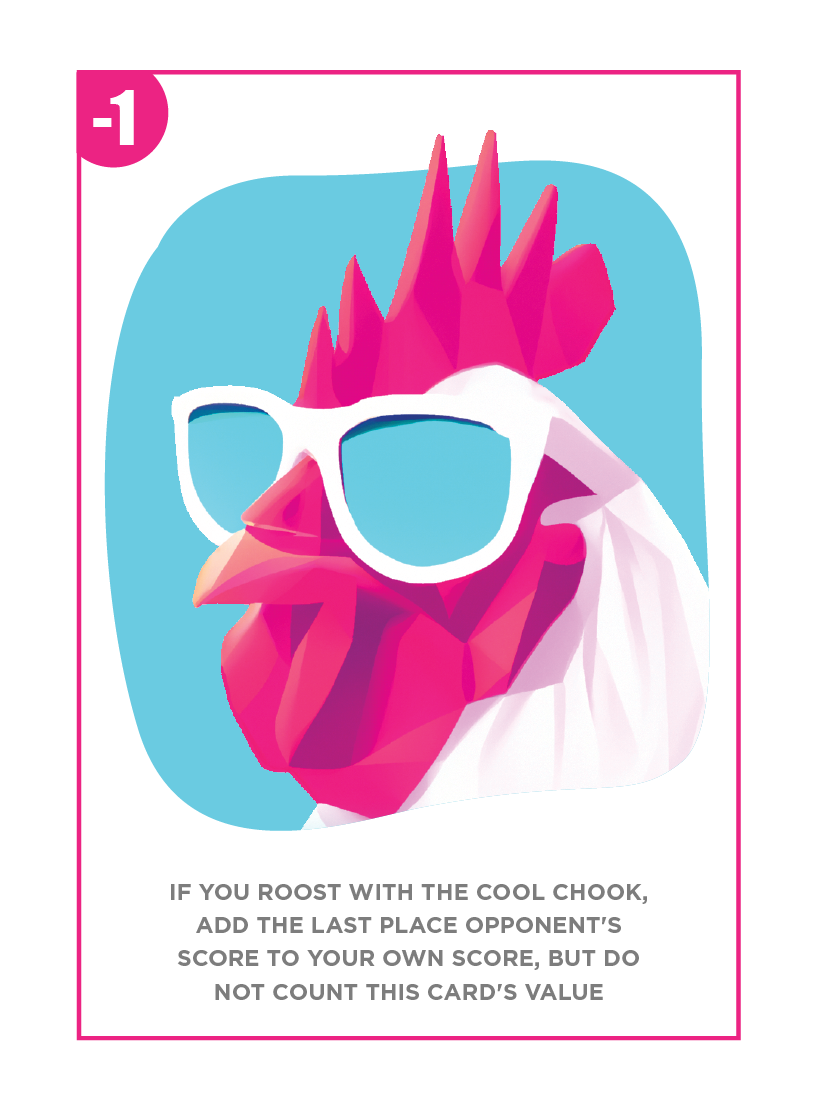 -1
IF YOU ROOST WITH THE COOL CHOOK,
ADD THE LAST PLACE OPPONENT'S
SCORE TO YOUR OWN SCORE, BUT DO
NOT COUNT THIS CARD'S VALUE